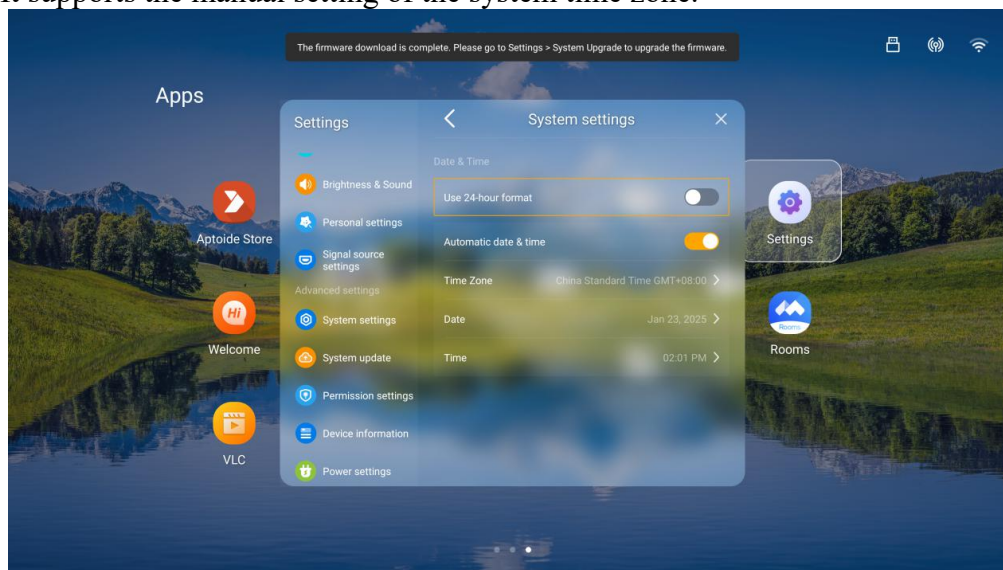 It supports the manual setting of the system time zone.
The firmware download is complete. Please go to Settings > System Upgrade to upgrade the firmware.
Apps
Settings
System settings
Date & Time
Brightness & Sound
Use 24-hour format
Personal settings
Aptoide Store
Signal source
settings
Automatic date & time
Settings
Advanced settings
Time Zone
China Standard Time GMT+08:00
System settings
Date
Jan 23, 2025
Hi
Rooms
Welcome
System update
Time
02:01 PM
Rooms
Permission settings
Device information
VLC
Power settings